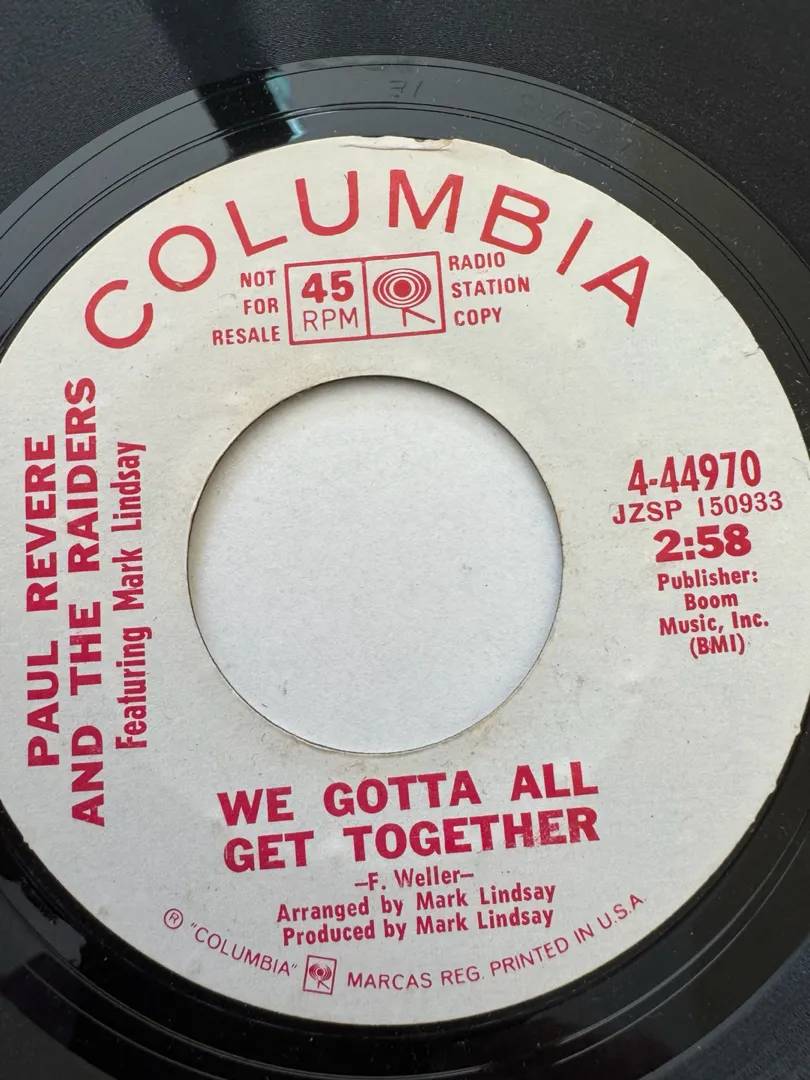 COLUMBIA
NOT
FOR
RESALE
45
RPM
RADIO
STATION
COPY
PAUL REVERE
AND THE RAIDERS
Featuring Mark Lindsay
4-44970
JZSP 150933
2:58
Publisher:
Boom
Music, Inc.
(BMI)
WE GOTTA ALL
GET TOGETHER
–F. Weller–
Arranged by Mark Lindsay
Produced by Mark Lindsay
® "COLUMBIA" MARCAS REG. PRINTED IN U.S.A.